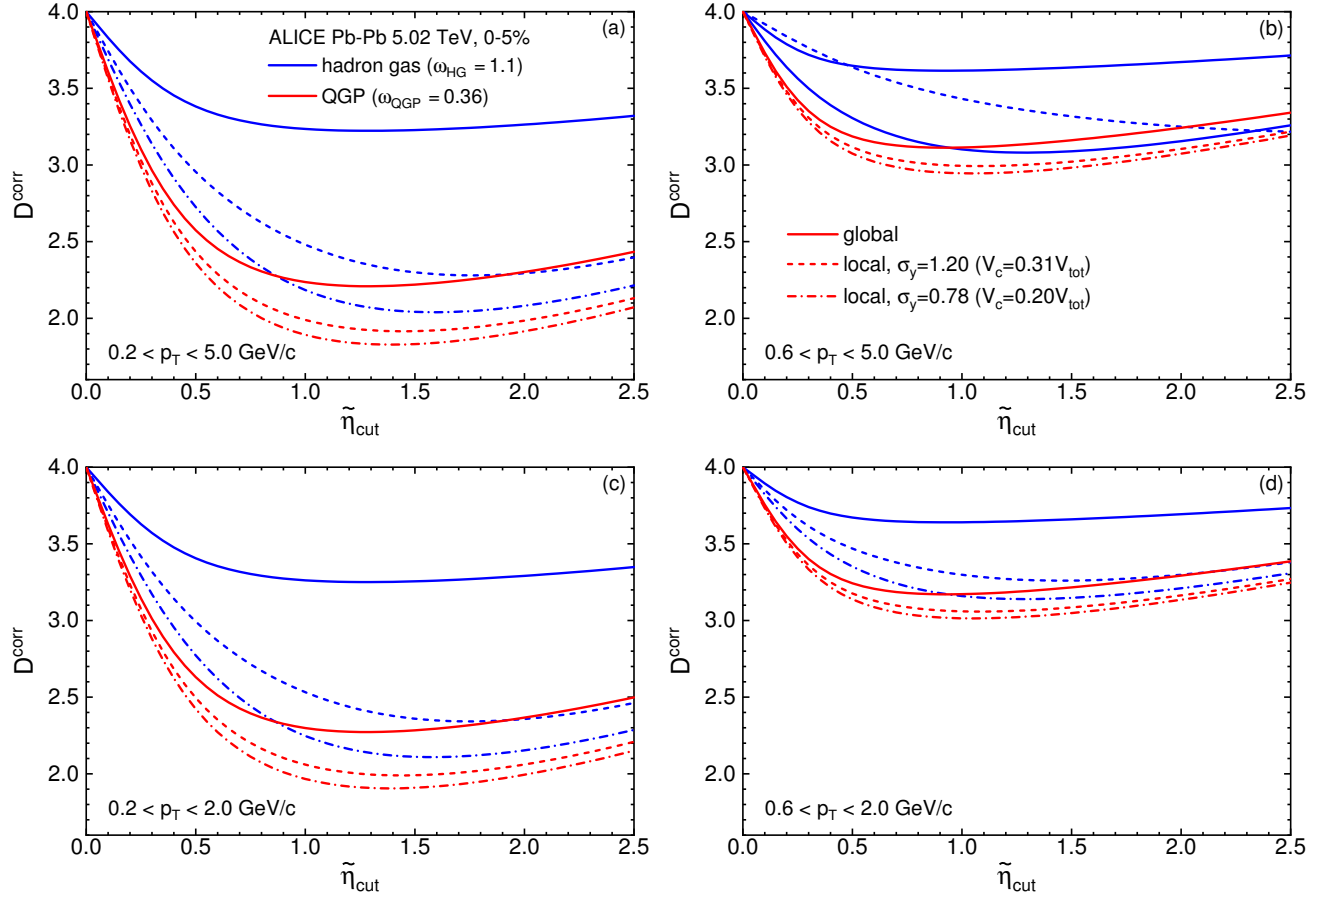 (a)
ALICE Pb-Pb 5.02 TeV, 0-5%
hadron gas (ω_HG = 1.1)
QGP (ω_QGP = 0.36)
0.2 < p_T < 5.0 GeV/c
4.0
3.5
3.0
2.5
2.0
D^corr
0.0 0.5 1.0 1.5 2.0 2.5
η̃_cut
(b)
global
local, σ_y=1.20 (V_c=0.31V_tot)
local, σ_y=0.78 (V_c=0.20V_tot)
0.6 < p_T < 5.0 GeV/c
4.0
3.5
3.0
2.5
2.0
D^corr
0.0 0.5 1.0 1.5 2.0 2.5
η̃_cut
(c)
0.2 < p_T < 2.0 GeV/c
4.0
3.5
3.0
2.5
2.0
D^corr
0.0 0.5 1.0 1.5 2.0 2.5
η̃_cut
(d)
0.6 < p_T < 2.0 GeV/c
4.0
3.5
3.0
2.5
2.0
D^corr
0.0 0.5 1.0 1.5 2.0 2.5
η̃_cut